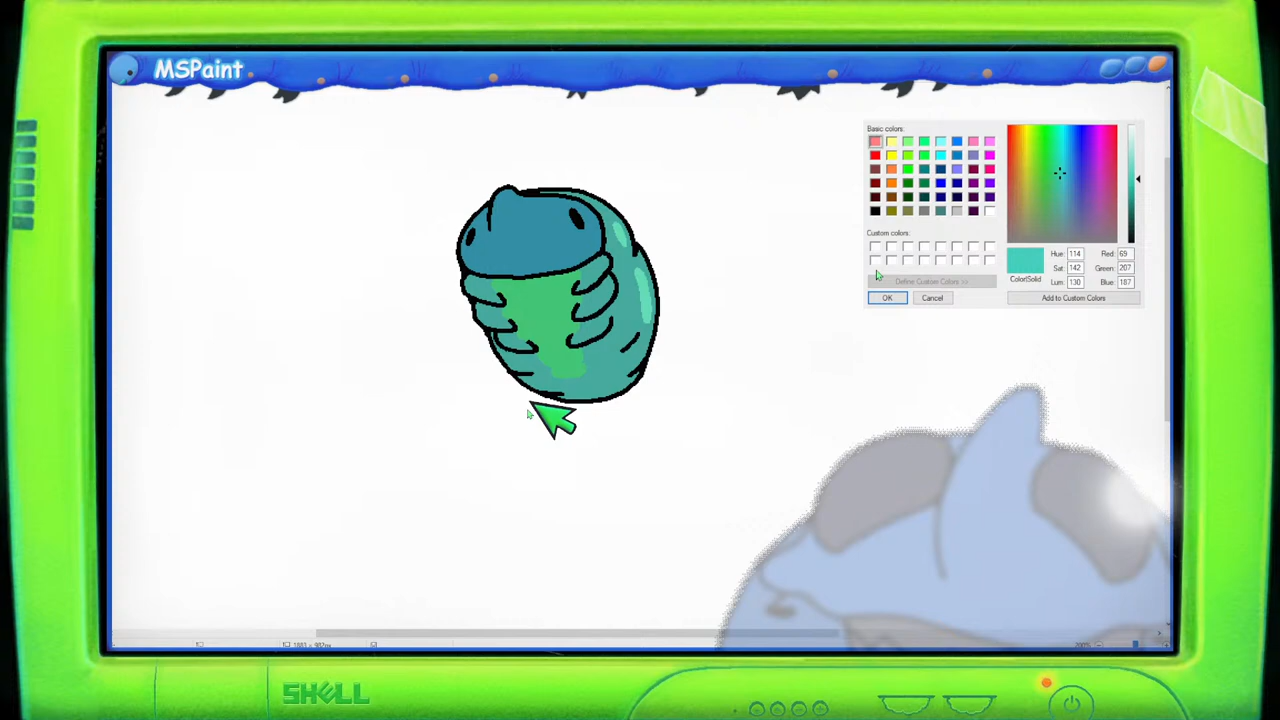 MSPaint
Basic colors:
Custom colors:
Define Custom Colors >>
OK
Cancel
Color|Solid
Hue: 114
Sat: 142
Lum: 130
Red: 69
Green: 207
Blue: 187
Add to Custom Colors
200%
SHELL